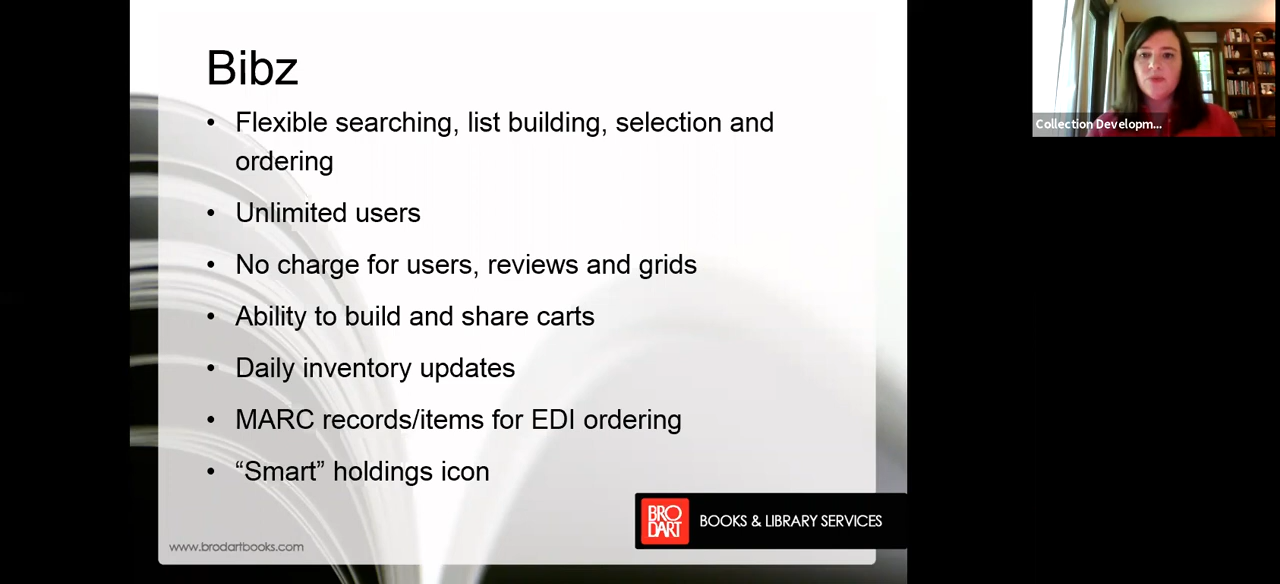 Bibz
• Flexible searching, list building, selection and
ordering
• Unlimited users
• No charge for users, reviews and grids
• Ability to build and share carts
• Daily inventory updates
• MARC records/items for EDI ordering
• “Smart” holdings icon
www.brodartbooks.com
BRO
DART
BOOKS & LIBRARY SERVICES
Collection Developm...